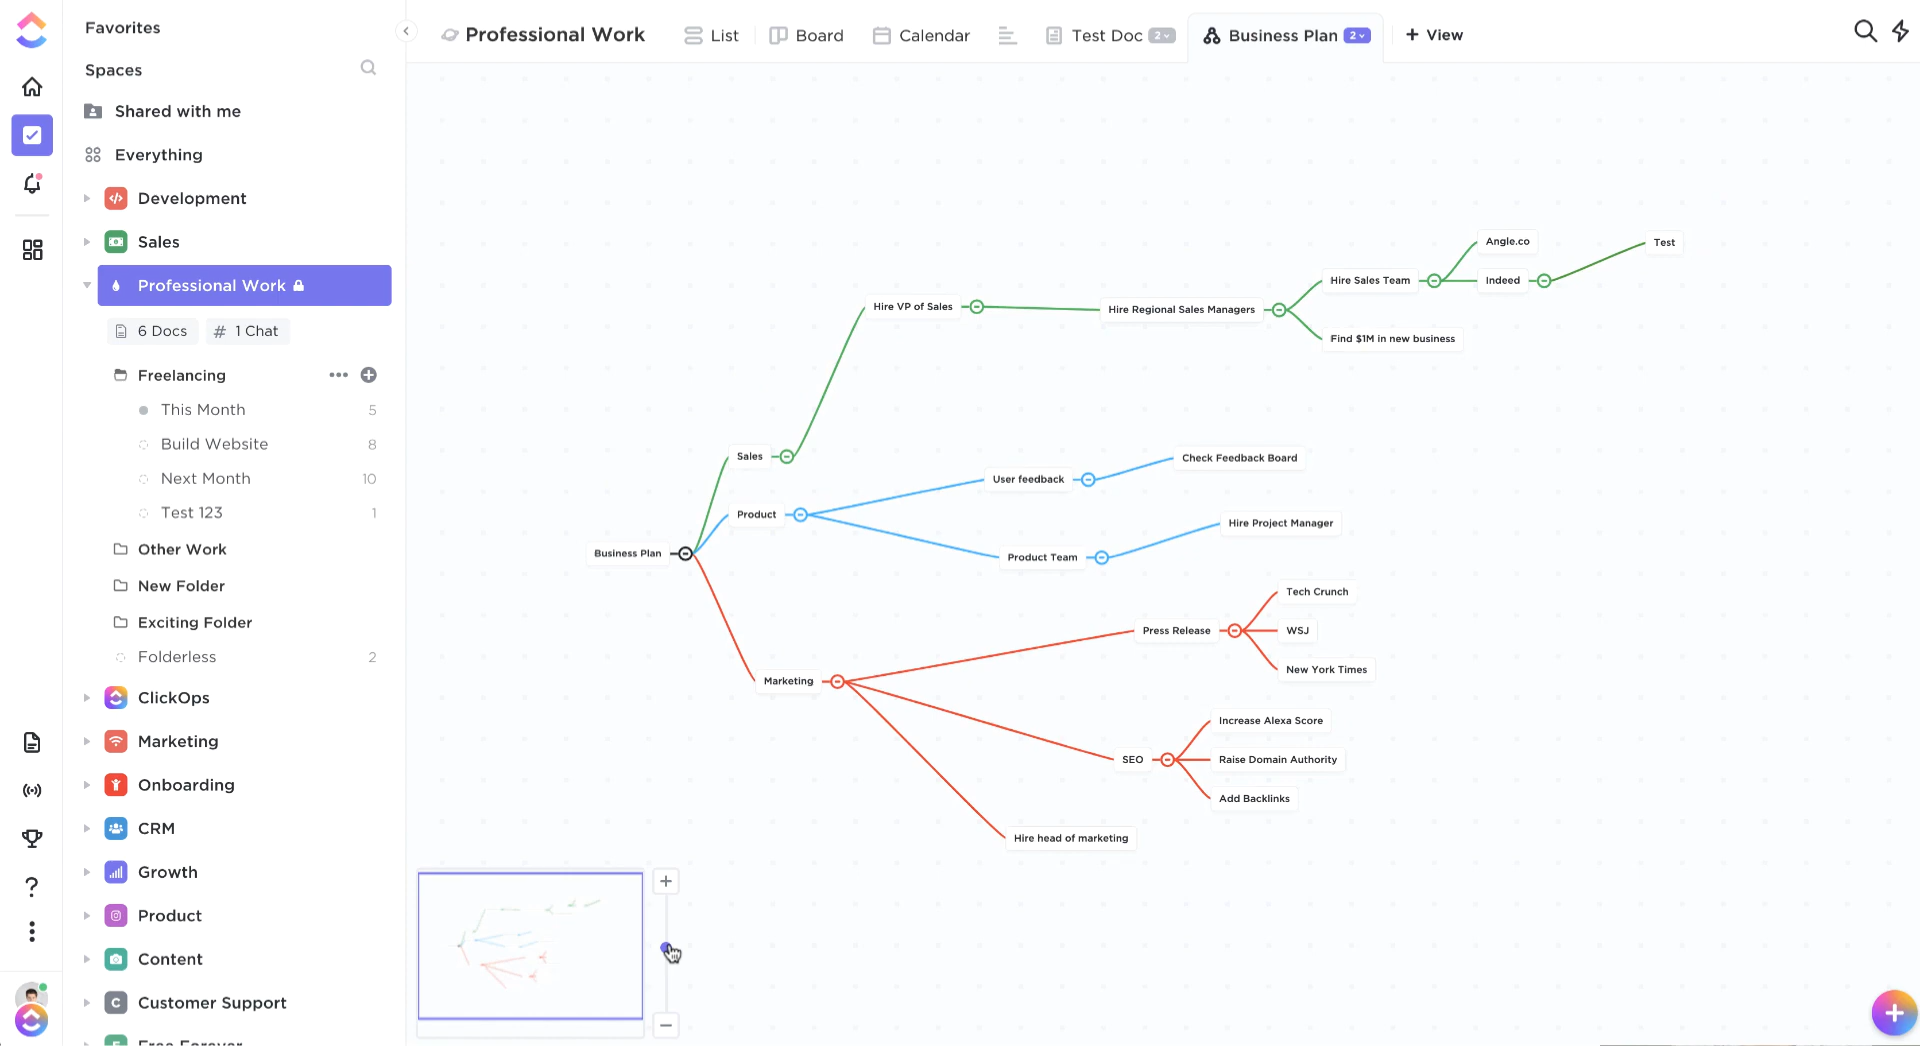 Favorites
Spaces
Shared with me
Everything
Development
Sales
Professional Work
6 Docs # 1 Chat
Freelancing
This Month 5
Build Website 8
Next Month 10
Test 123 1
Other Work
New Folder
Exciting Folder
Folderless 2
ClickOps
Marketing
Onboarding
CRM
Growth
Product
Content
C Customer Support
Professional Work List Board Calendar Test Doc 2 Business Plan 2 + View
Angle.co
Test
Hire Sales Team
Indeed
Hire VP of Sales
Hire Regional Sales Managers
Find $1M in new business
Sales
Check Feedback Board
User feedback
Product
Hire Project Manager
Business Plan
Product Team
Tech Crunch
Press Release
WSJ
New York Times
Marketing
Increase Alexa Score
SEO
Raise Domain Authority
Add Backlinks
Hire head of marketing